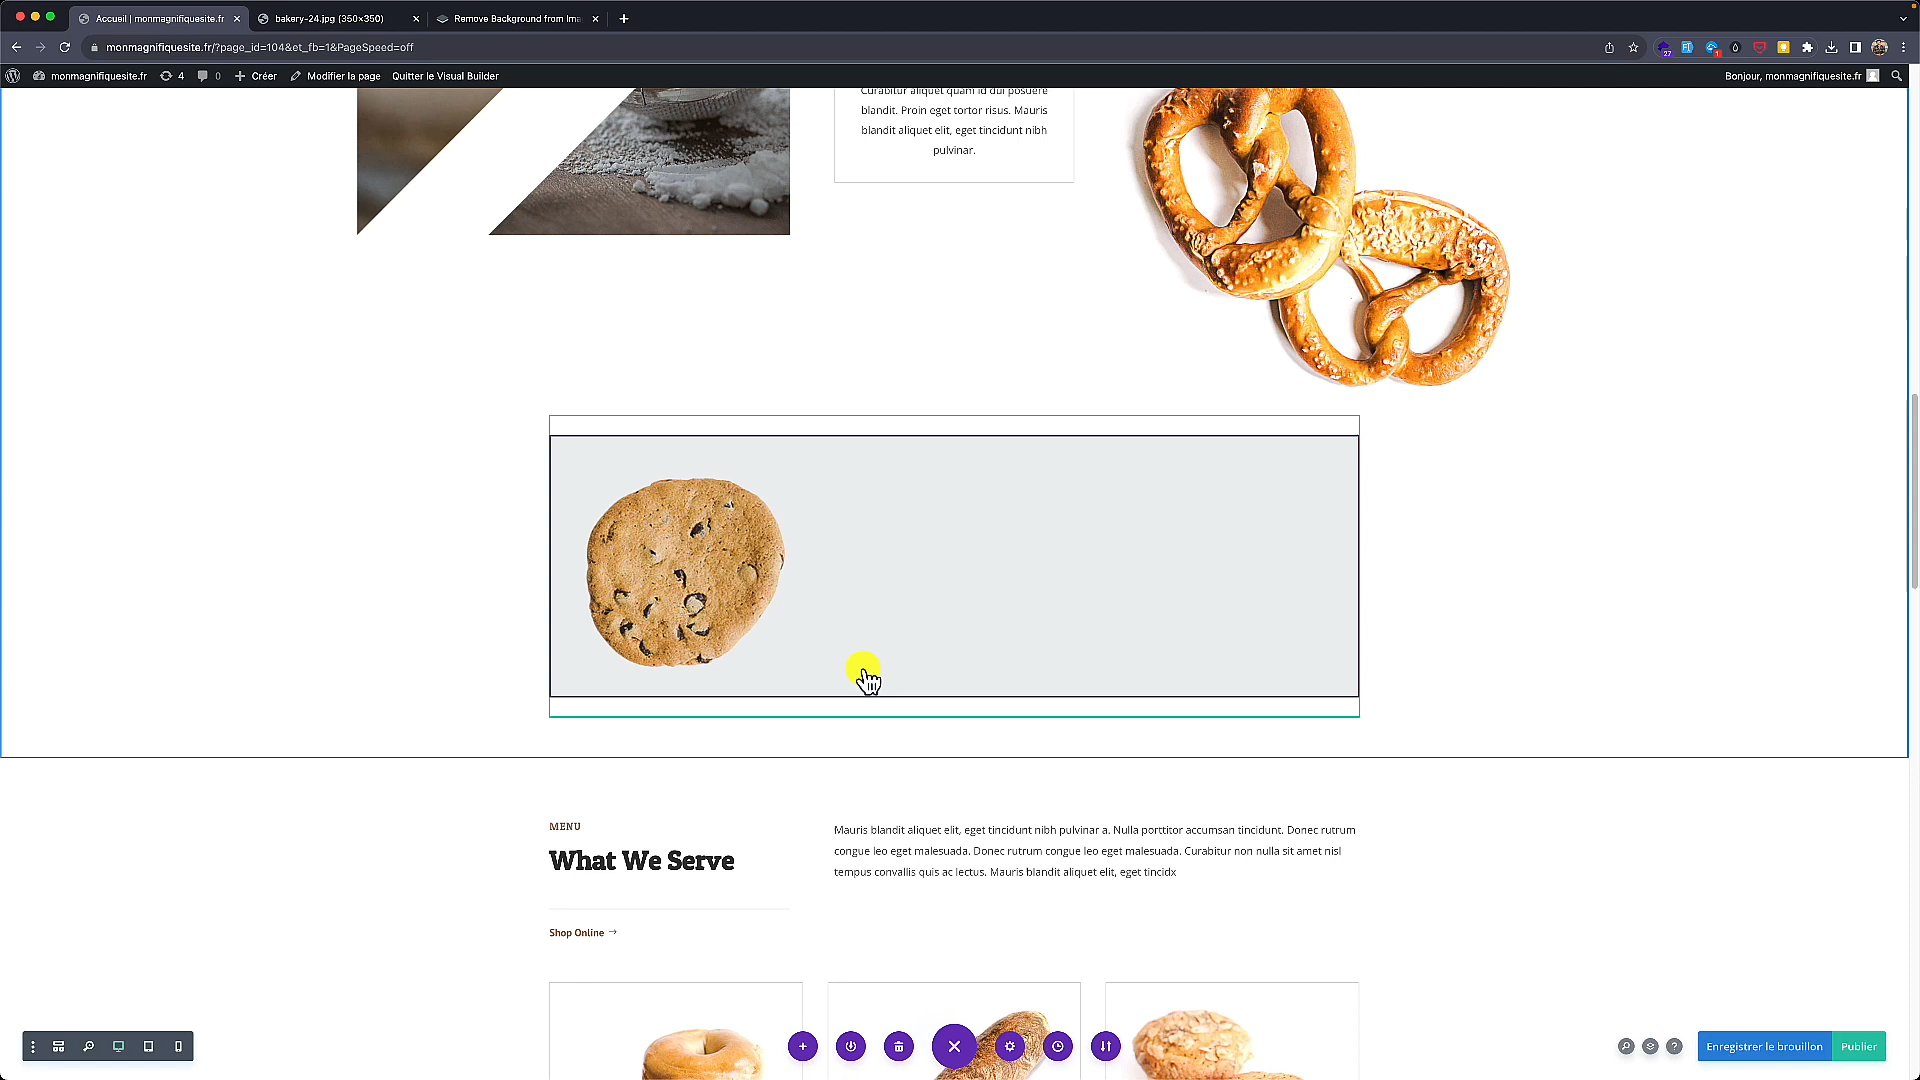 Accueil | monmagnifiquesite.fr
bakery-24.jpg (350×350)
Remove Background from Ima
monmagnifiquesite.fr/?page_id=104&et_fb=1&PageSpeed=off
27
1
monmagnifiquesite.fr
4
0
Créer
Modifier la page
Quitter le Visual Builder
Bonjour, monmagnifiquesite.fr
Curabitur aliquet quam id dui posuere
blandit. Proin eget tortor risus. Mauris
blandit aliquet elit, eget tincidunt nibh
pulvinar.
MENU
What We Serve
Shop Online →
Mauris blandit aliquet elit, eget tincidunt nibh pulvinar a. Nulla porttitor accumsan tincidunt. Donec rutrum
congue leo eget malesuada. Donec rutrum congue leo eget malesuada. Curabitur non nulla sit amet nisl
tempus convallis quis ac lectus. Mauris blandit aliquet elit, eget tincidx
Enregistrer le brouillon
Publier